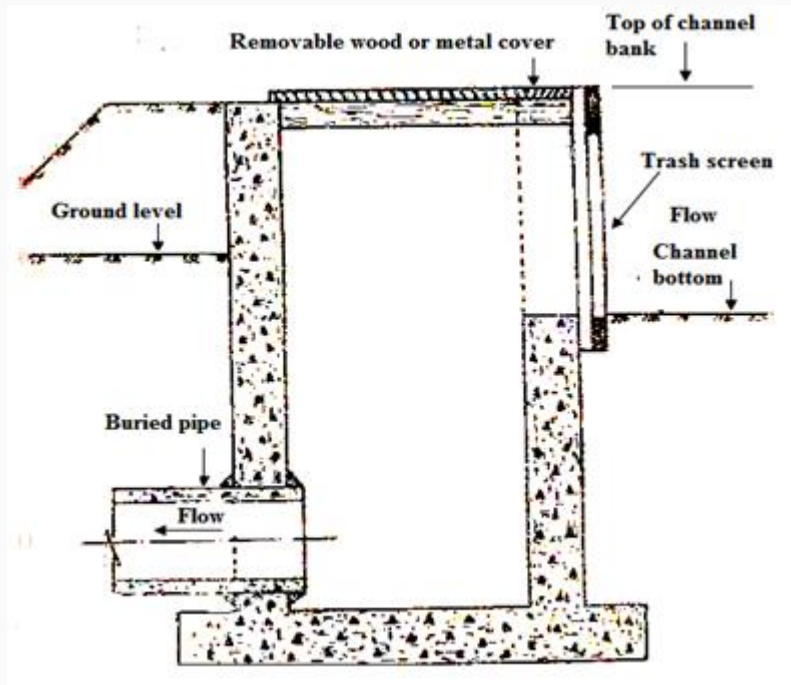 Removable wood or metal cover
Top of channel
bank
Trash screen
Ground level
Flow
Channel
bottom
Buried pipe
Flow